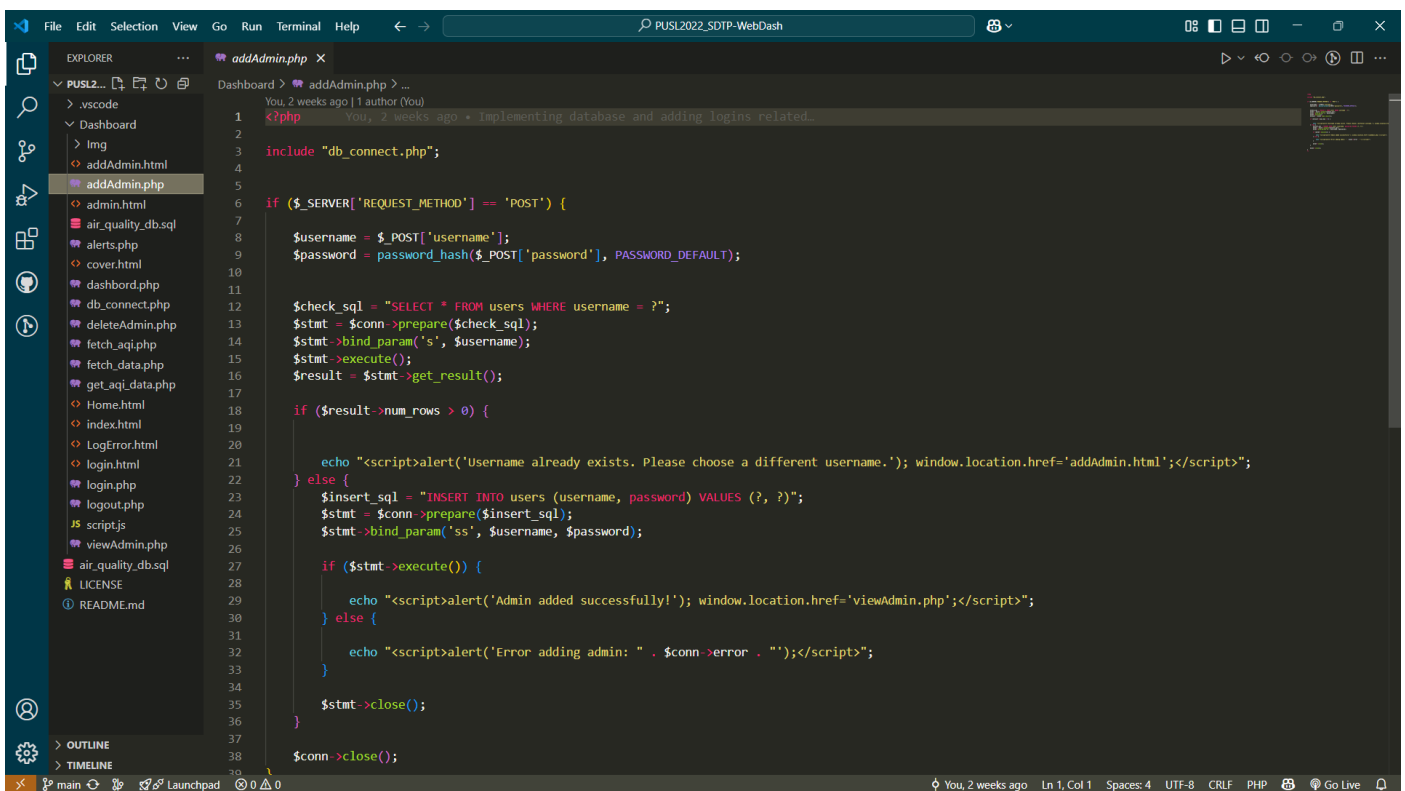 File Edit Selection View Go Run Terminal Help PUSL2022_SDTP-WebDash
EXPLORER
PUSL2...
.vscode
Dashboard
Img
addAdmin.html
addAdmin.php
admin.html
air_quality_db.sql
alerts.php
cover.html
dashbord.php
db_connect.php
deleteAdmin.php
fetch_aqi.php
fetch_data.php
get_aqi_data.php
Home.html
index.html
LogError.html
login.html
login.php
logout.php
JS script.js
viewAdmin.php
air_quality_db.sql
LICENSE
README.md
OUTLINE
TIMELINE
addAdmin.php
Dashboard > addAdmin.php > ...
You, 2 weeks ago | 1 author (You)
1 <?php You, 2 weeks ago • Implementing database and adding logins related…
2
3 include "db_connect.php";
4
5
6 if ($_SERVER['REQUEST_METHOD'] == 'POST') {
7
8 $username = $_POST['username'];
9 $password = password_hash($_POST['password'], PASSWORD_DEFAULT);
10
11
12 $check_sql = "SELECT * FROM users WHERE username = ?";
13 $stmt = $conn->prepare($check_sql);
14 $stmt->bind_param('s', $username);
15 $stmt->execute();
16 $result = $stmt->get_result();
17
18 if ($result->num_rows > 0) {
19
20
21 echo "<script>alert('Username already exists. Please choose a different username.'); window.location.href='addAdmin.html';</script>";
22 } else {
23 $insert_sql = "INSERT INTO users (username, password) VALUES (?, ?)";
24 $stmt = $conn->prepare($insert_sql);
25 $stmt->bind_param('ss', $username, $password);
26
27 if ($stmt->execute()) {
28
29 echo "<script>alert('Admin added successfully!'); window.location.href='viewAdmin.php';</script>";
30 } else {
31
32 echo "<script>alert('Error adding admin: " . $conn->error . "');</script>";
33 }
34
35 $stmt->close();
36 }
37
38 $conn->close();
39 }
main Launchpad 0 0 You, 2 weeks ago Ln 1, Col 1 Spaces: 4 UTF-8 CRLF PHP Go Live